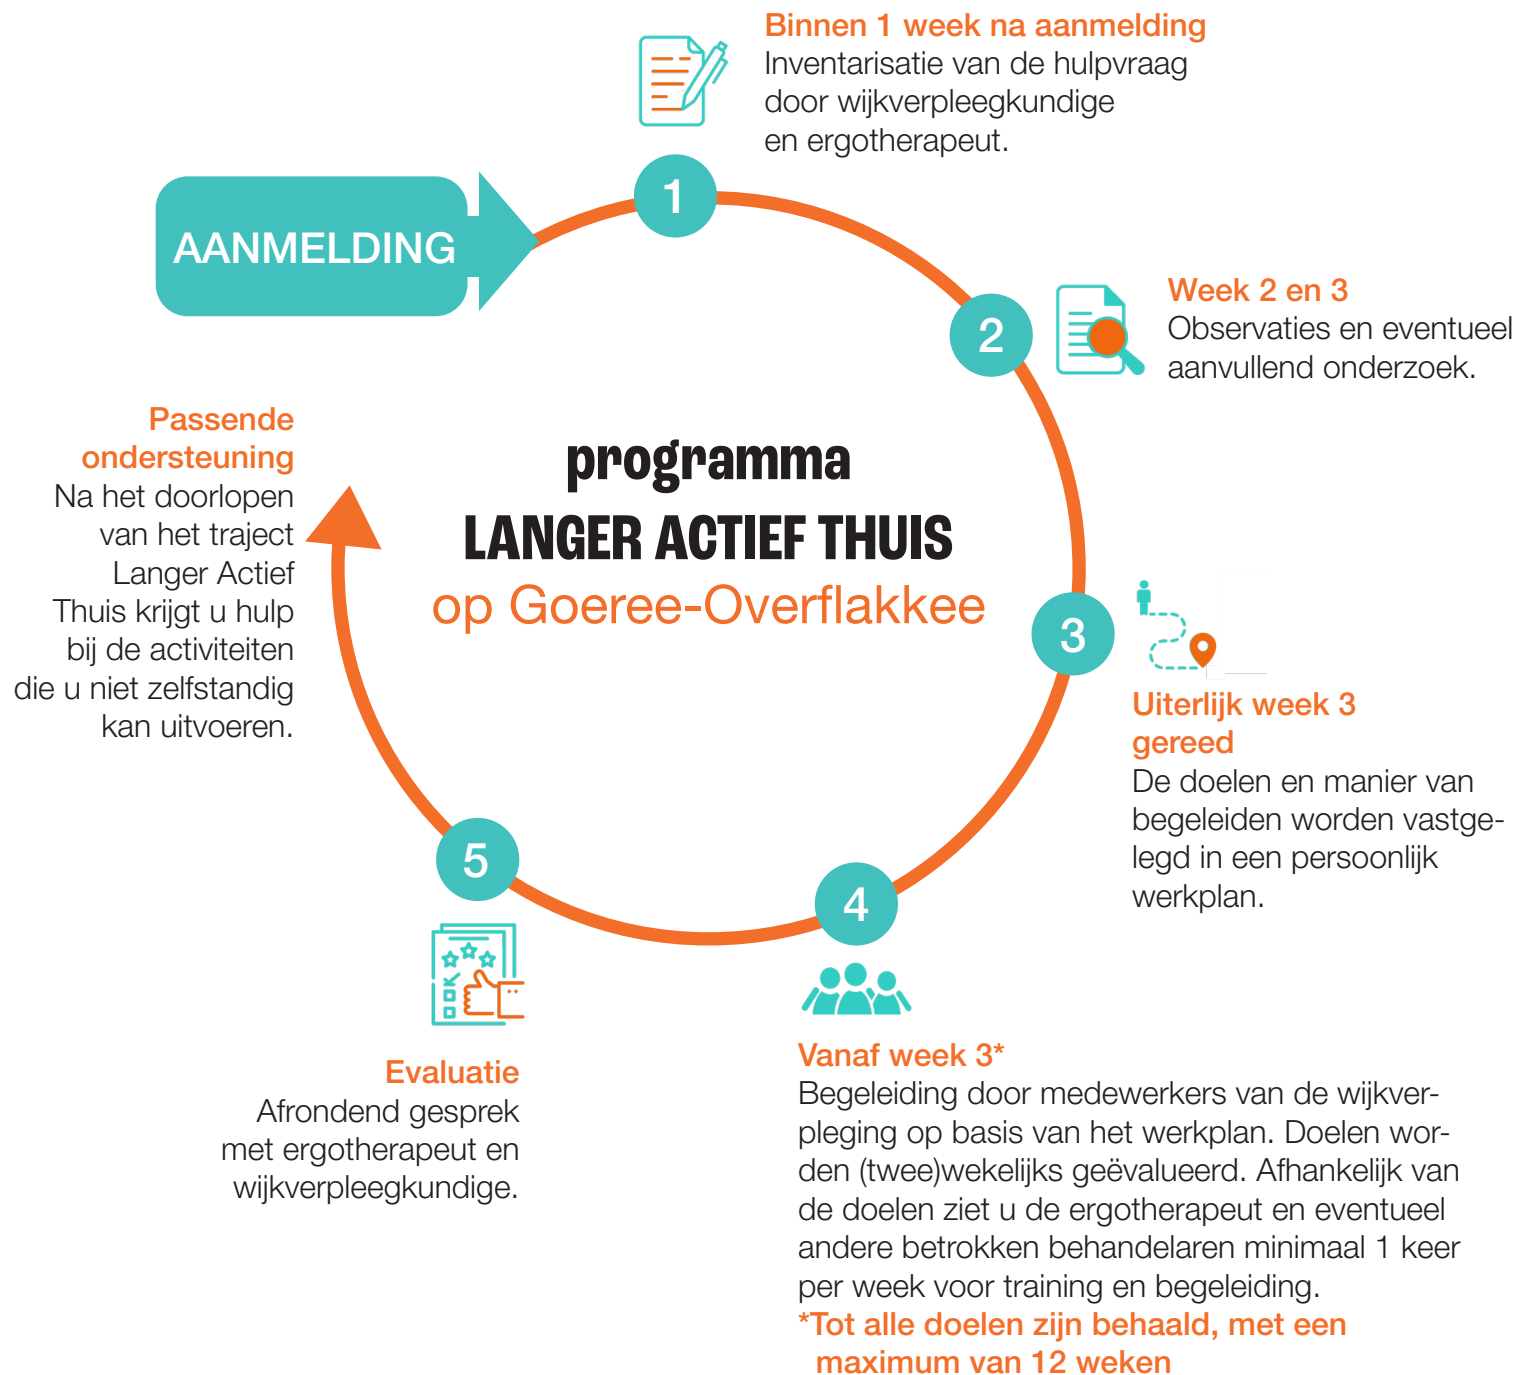 AANMELDING
programma
LANGER ACTIEF THUIS
op Goeree-Overflakkee
1
Binnen 1 week na aanmelding
Inventarisatie van de hulpvraag
door wijkverpleegkundige
en ergotherapeut.
2
Week 2 en 3
Observaties en eventueel
aanvullend onderzoek.
3
Uiterlijk week 3
gereed
De doelen en manier van
begeleiden worden vastge-
legd in een persoonlijk
werkplan.
4
Vanaf week 3*
Begeleiding door medewerkers van de wijkver-
pleging op basis van het werkplan. Doelen wor-
den (twee)wekelijks geëvalueerd. Afhankelijk van
de doelen ziet u de ergotherapeut en eventueel
andere betrokken behandelaren minimaal 1 keer
per week voor training en begeleiding.
*Tot alle doelen zijn behaald, met een
maximum van 12 weken
5
Evaluatie
Afrondend gesprek
met ergotherapeut en
wijkverpleegkundige.
Passende
ondersteuning
Na het doorlopen
van het traject
Langer Actief
Thuis krijgt u hulp
bij de activiteiten
die u niet zelfstandig
kan uitvoeren.